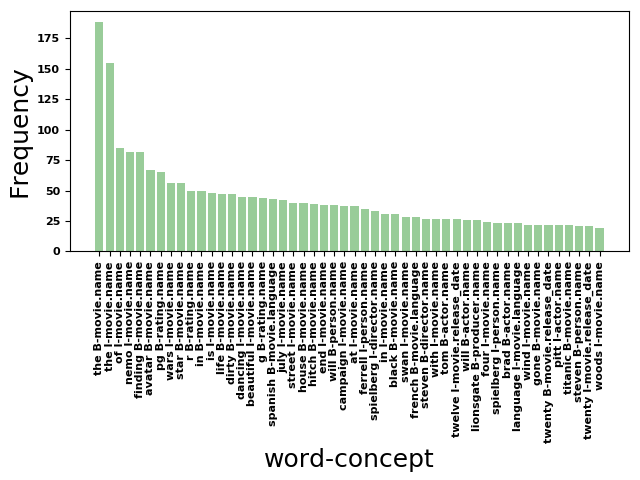 Frequency
175
150
125
100
75
50
25
0
the B-movie.name
the I-movie.name
of I-movie.name
nemo I-movie.name
finding B-movie.name
avatar B-movie.name
pg B-rating.name
wars I-movie.name
star B-movie.name
r B-rating.name
in B-movie.name
is I-movie.name
life B-movie.name
dirty B-movie.name
dancing I-movie.name
beautiful I-movie.name
g B-rating.name
spanish B-movie.language
july I-movie.name
street I-movie.name
house B-movie.name
hitch B-movie.name
end I-movie.name
will B-person.name
campaign I-movie.name
at I-movie.name
ferrell I-person.name
spielberg I-director.name
in I-movie.name
black B-movie.name
swan I-movie.name
french B-movie.language
steven B-director.name
with I-movie.name
tom B-actor.name
twelve I-movie.release_date
will B-actor.name
lionsgate B-producer.name
four I-movie.name
spielberg I-person.name
brad B-actor.name
language I-movie.language
wind I-movie.name
gone B-movie.name
twenty B-movie.release_date
pitt I-actor.name
titanic B-movie.name
steven B-person.name
twenty I-movie.release_date
woods I-movie.name
word-concept